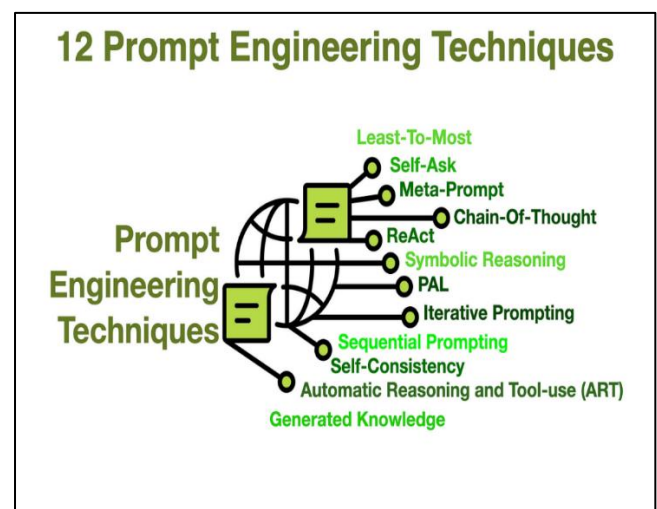 12 Prompt Engineering Techniques
Least-To-Most
Self-Ask
Meta-Prompt
Chain-Of-Thought
ReAct
Symbolic Reasoning
PAL
Iterative Prompting
Sequential Prompting
Self-Consistency
Automatic Reasoning and Tool-use (ART)
Generated Knowledge
Prompt
Engineering
Techniques